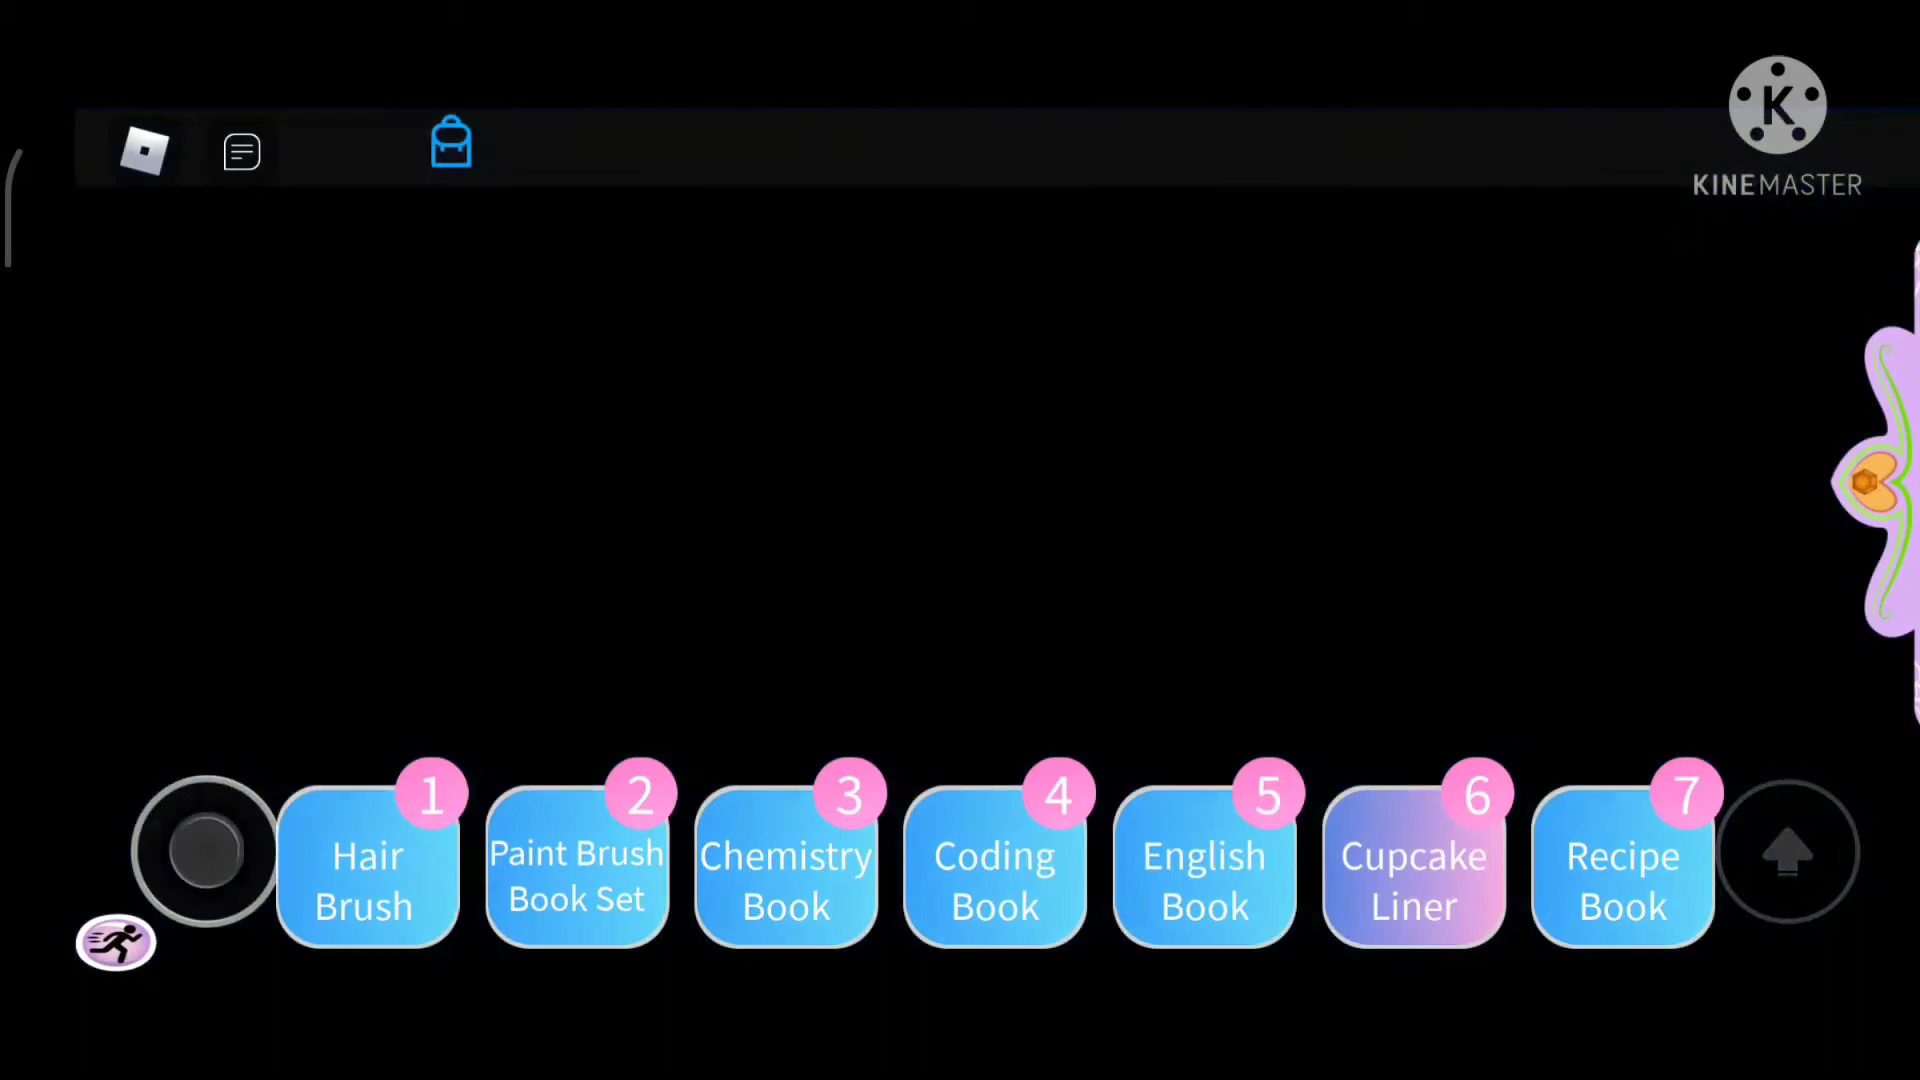 K
KINEMASTER
1
Hair
Brush
2
Paint Brush
Book Set
3
Chemistry
Book
4
Coding
Book
5
English
Book
6
Cupcake
Liner
7
Recipe
Book